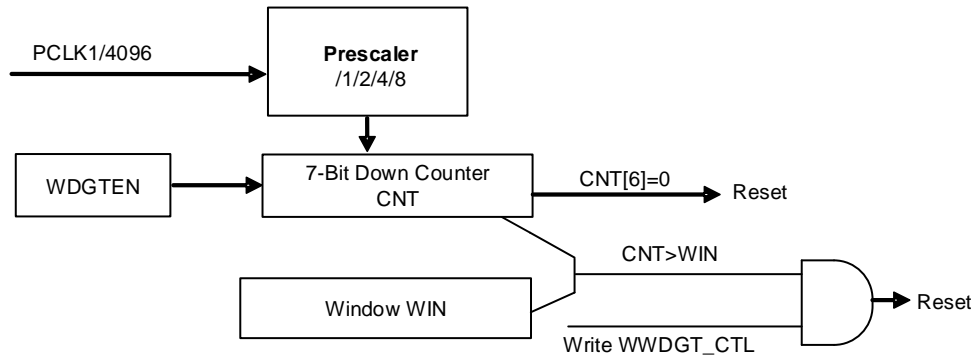 PCLK1/4096
Prescaler
/1/2/4/8
WDGTEN
7-Bit Down Counter
CNT
CNT[6]=0
Reset
CNT>WIN
Window WIN
Reset
Write WWDGT_CTL